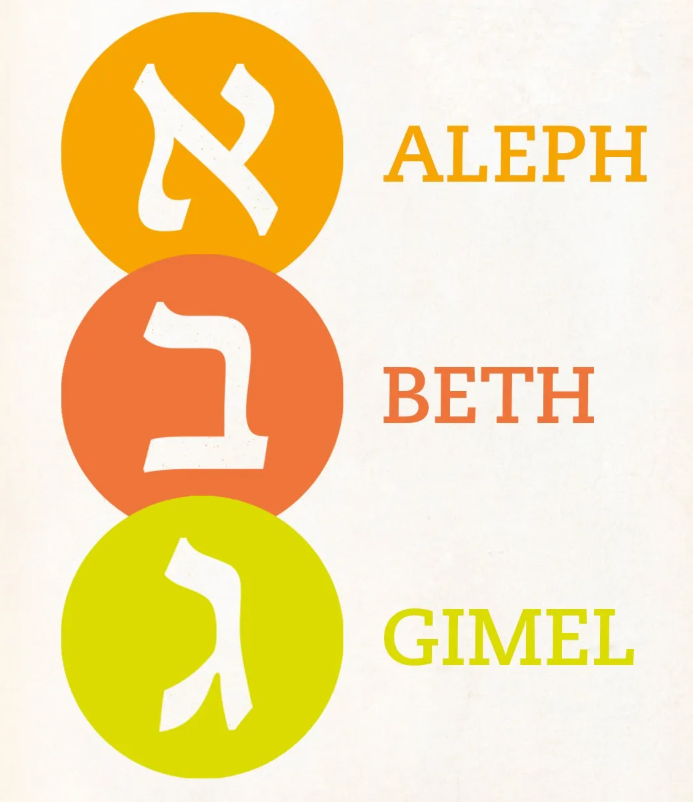 א ALEPH
ב BETH
ג GIMEL